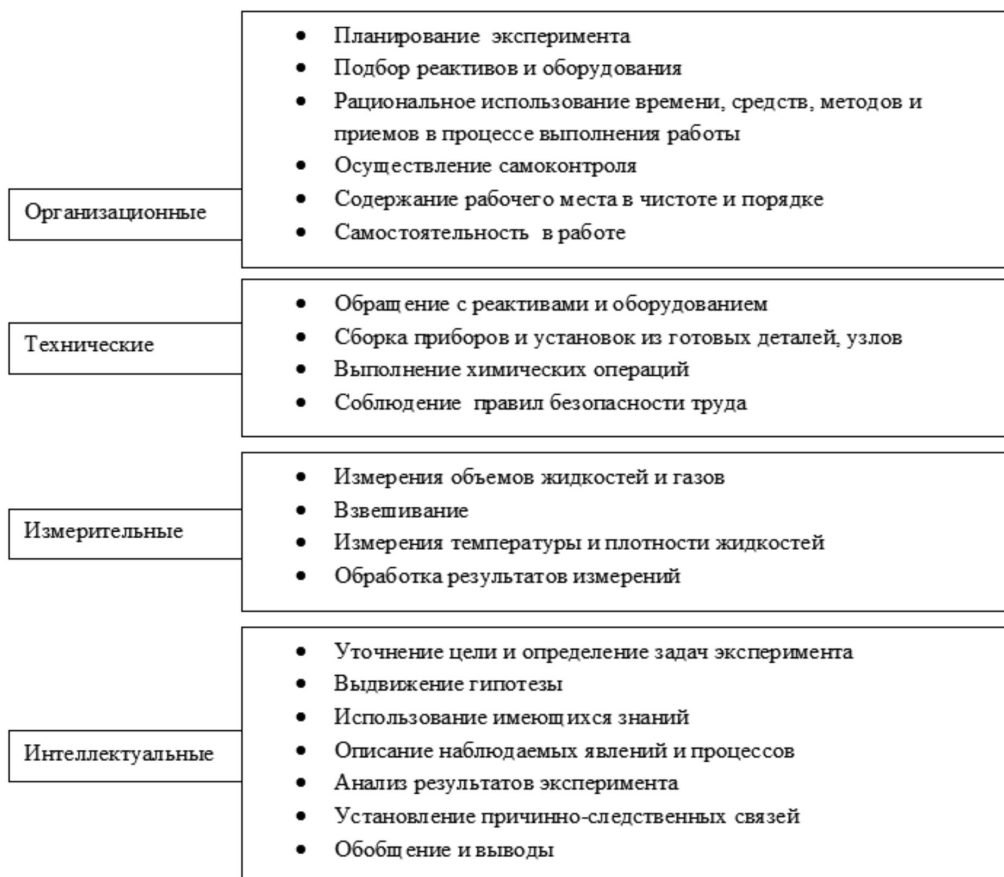 Организационные
• Планирование эксперимента
• Подбор реактивов и оборудования
• Рациональное использование времени, средств, методов и
приемов в процессе выполнения работы
• Осуществление самоконтроля
• Содержание рабочего места в чистоте и порядке
• Самостоятельность в работе
Технические
• Обращение с реактивами и оборудованием
• Сборка приборов и установок из готовых деталей, узлов
• Выполнение химических операций
• Соблюдение правил безопасности труда
Измерительные
• Измерения объемов жидкостей и газов
• Взвешивание
• Измерения температуры и плотности жидкостей
• Обработка результатов измерений
Интеллектуальные
• Уточнение цели и определение задач эксперимента
• Выдвижение гипотезы
• Использование имеющихся знаний
• Описание наблюдаемых явлений и процессов
• Анализ результатов эксперимента
• Установление причинно-следственных связей
• Обобщение и выводы